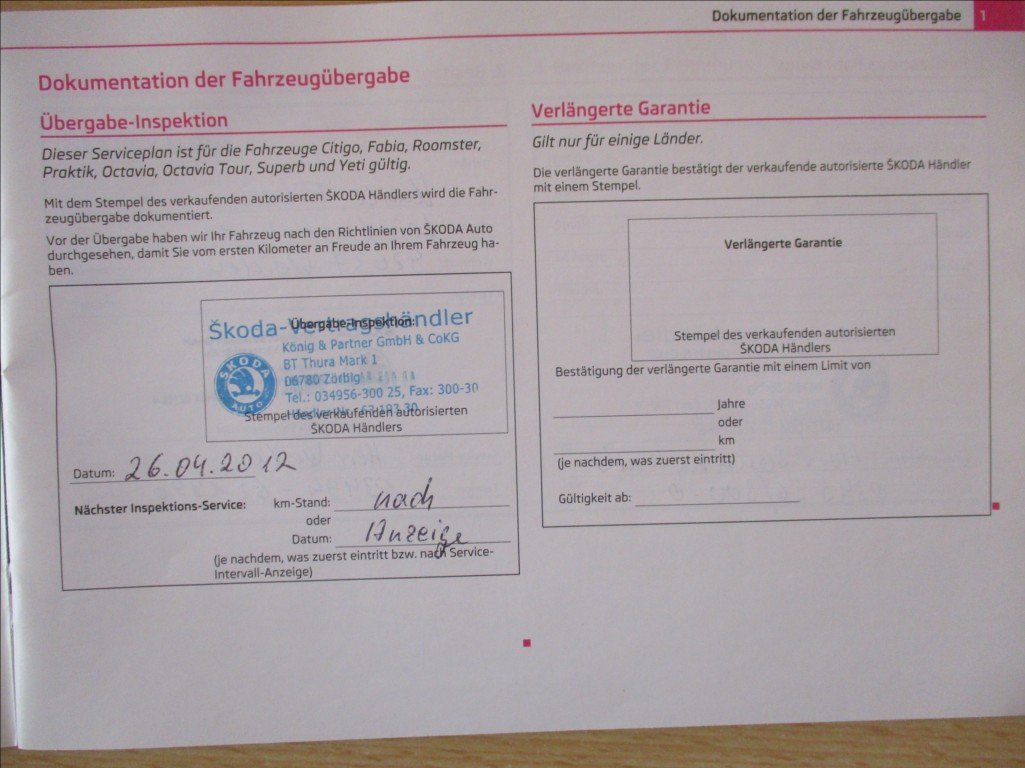 Dokumentation der Fahrzeugübergabe 1
Dokumentation der Fahrzeugübergabe
Übergabe-Inspektion
Dieser Serviceplan ist für die Fahrzeuge Citigo, Fabia, Roomster,
Praktik, Octavia, Octavia Tour, Superb und Yeti gültig.
Mit dem Stempel des verkaufenden autorisierten ŠKODA Händlers wird die Fahr-
zeugübergabe dokumentiert.
Vor der Übergabe haben wir Ihr Fahrzeug nach den Richtlinien von ŠKODA Auto
durchgesehen, damit Sie vom ersten Kilometer an Freude an Ihrem Fahrzeug ha-
ben.
Übergabe-Inspektion:
Škoda-Vertragshändler
König & Partner GmbH & CoKG
BT Thura Mark 1
06780 Zörbig
Tel.: 034956-300 25, Fax: 300-30
SKODA
AUTO
Stempel des verkaufenden autorisierten
ŠKODA Händlers
Datum: 26.04.2012
Nächster Inspektions-Service: km-Stand: nach
oder
Datum: Anzeige
(je nachdem, was zuerst eintritt bzw. nach Service-
Intervall-Anzeige)
Verlängerte Garantie
Gilt nur für einige Länder.
Die verlängerte Garantie bestätigt der verkaufende autorisierte ŠKODA Händler
mit einem Stempel.
Verlängerte Garantie
Stempel des verkaufenden autorisierten
ŠKODA Händlers
Bestätigung der verlängerte Garantie mit einem Limit von
Jahre
oder
km
(je nachdem, was zuerst eintritt)
Gültigkeit ab: